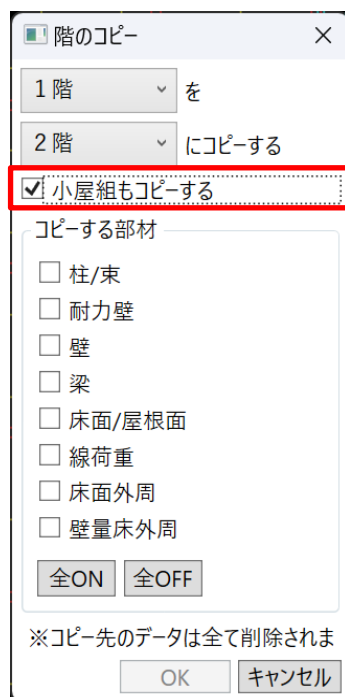 階のコピー
1階 を
2階 にコピーする
小屋組もコピーする
コピーする部材
柱/束
耐力壁
壁
梁
床面/屋根面
線荷重
床面外周
壁量床外周
全ON 全OFF
※コピー先のデータは全て削除されま
OK キャンセル